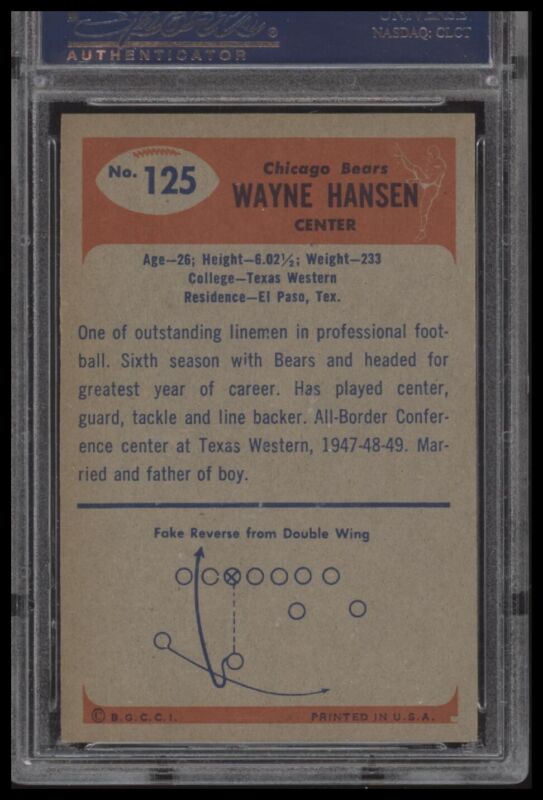 UNIVERSE
Sports ®
NASDAQ: CLCT
AUTHENTICATOR
No. 125
Chicago Bears
WAYNE HANSEN
CENTER
Age—26; Height—6.02½; Weight—233
College—Texas Western
Residence—El Paso, Tex.
One of outstanding linemen in professional foot-
ball. Sixth season with Bears and headed for
greatest year of career. Has played center,
guard, tackle and line backer. All-Border Confer-
ence center at Texas Western, 1947-48-49. Mar-
ried and father of boy.
Fake Reverse from Double Wing
© B.G.C.C.I. PRINTED IN U.S.A.